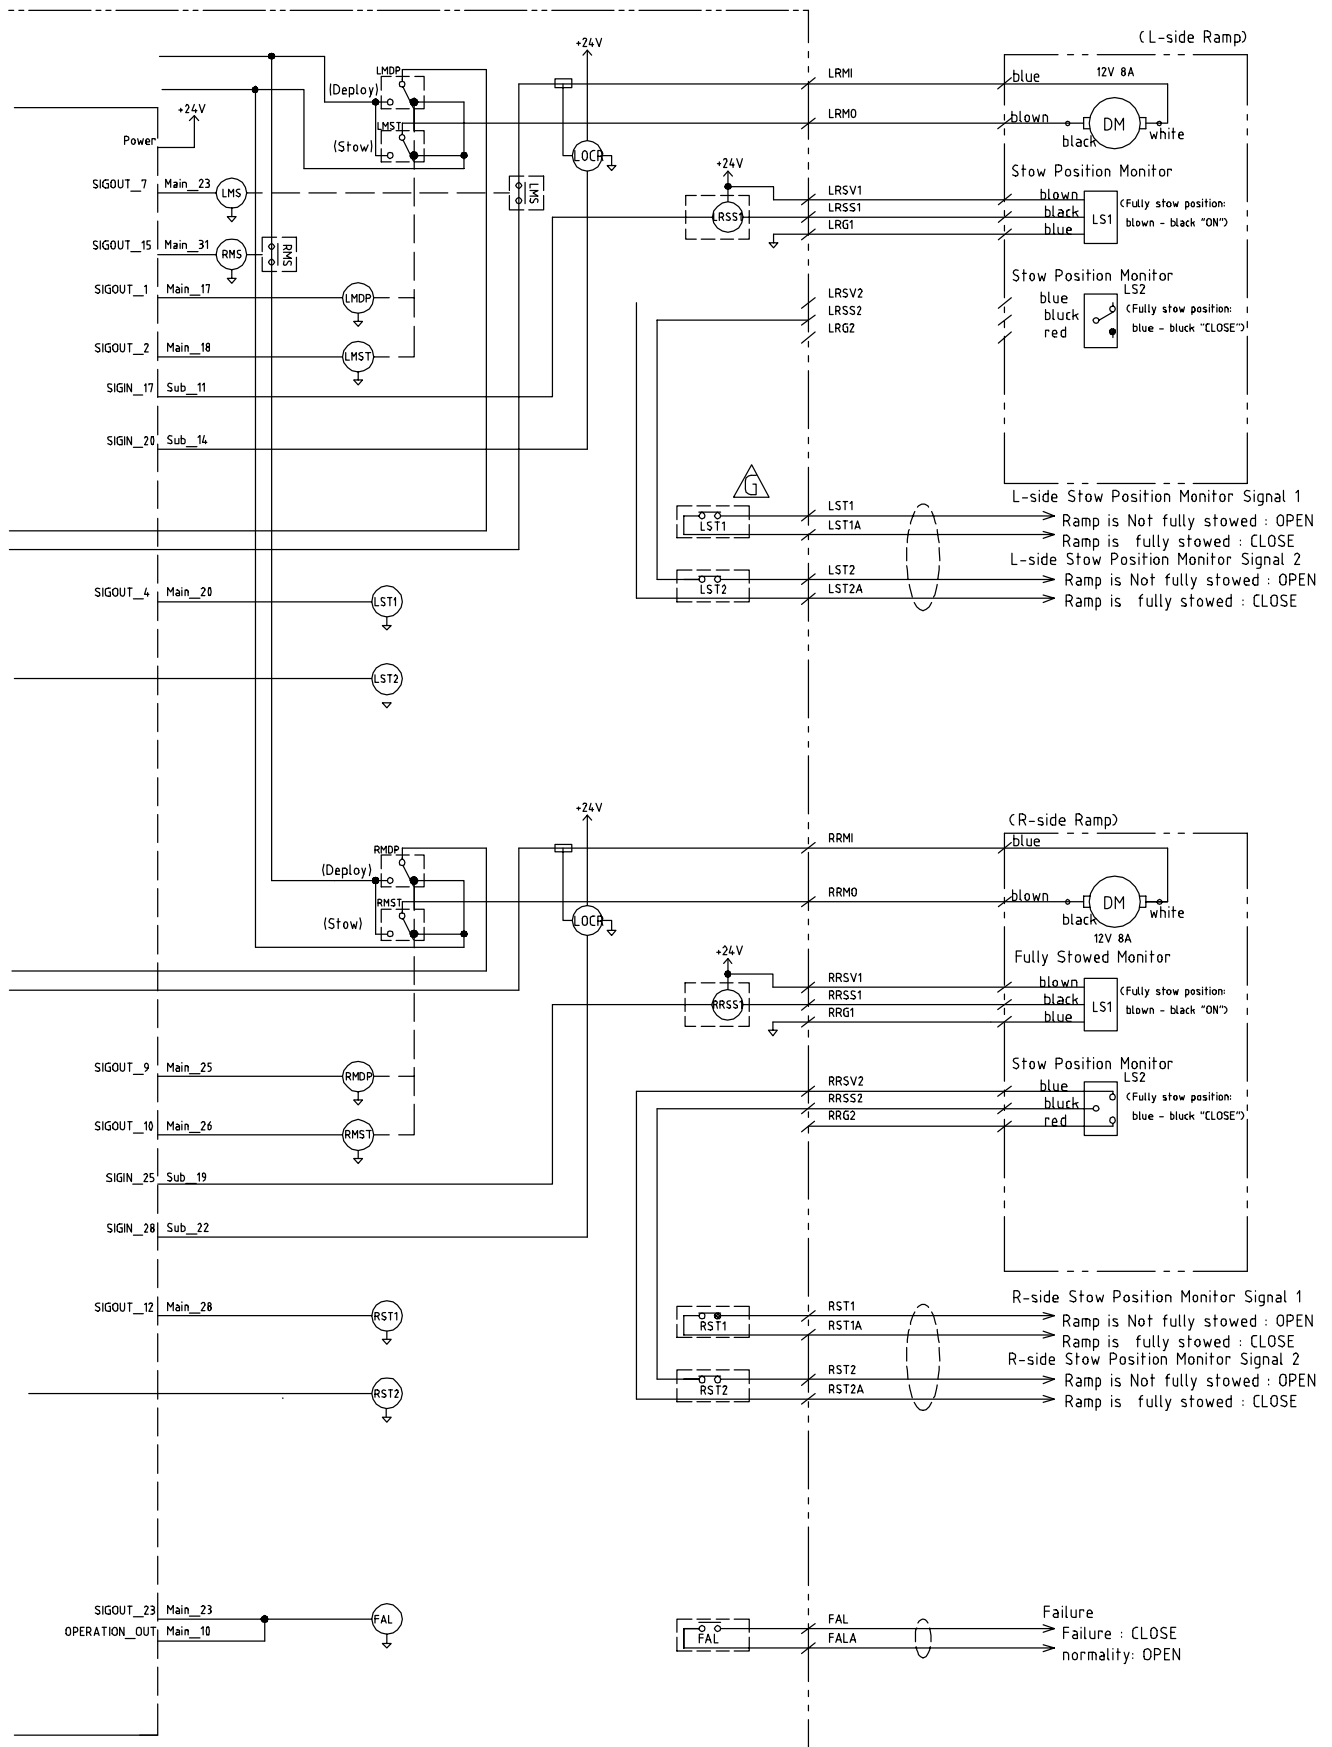 (L-side Ramp)
+24V
LMDP
LRMI
blue
12V 8A
(Deploy)
+24V
LRMO
blown
DM
Power
LMST
black
white
(Stow)
LOCR
+24V
Stow Position Monitor
SIGOUT_7
Main_23
LMS
LMS
LRSV1
blown
(Fully stow position:
LRSS1
LRSS1
black
LS1
blown - black "ON")
LRG1
blue
SIGOUT_15
Main_31
RMS
RMS
Stow Position Monitor
SIGOUT_1
Main_17
LMDP
LRSV2
blue
LS2
LRSS2
bluck
(Fully stow position:
LRG2
red
blue - bluck "CLOSE")
SIGOUT_2
Main_18
LMST
SIGIN_17
Sub_11
SIGIN_20
Sub_14
G
L-side Stow Position Monitor Signal 1
LST1
LST1
Ramp is Not fully stowed : OPEN
LST1A
Ramp is fully stowed : CLOSE
L-side Stow Position Monitor Signal 2
LST2
LST2
Ramp is Not fully stowed : OPEN
LST2A
Ramp is fully stowed : CLOSE
SIGOUT_4
Main_20
LST1
LST2
+24V
(R-side Ramp)
RMDP
RRMI
blue
(Deploy)
RMST
RRMO
blown
DM
black
white
(Stow)
LOCR
12V 8A
+24V
Fully Stowed Monitor
RRSV1
blown
(Fully stow position:
RRSS1
RRSS1
black
LS1
blown - black "ON")
RRG1
blue
SIGOUT_9
Main_25
RMDP
Stow Position Monitor
RRSV2
blue
LS2
RRSS2
bluck
(Fully stow position:
RRG2
red
blue - bluck "CLOSE")
SIGOUT_10
Main_26
RMST
SIGIN_25
Sub_19
SIGIN_28
Sub_22
R-side Stow Position Monitor Signal 1
SIGOUT_12
Main_28
RST1
RST1
RST1
Ramp is Not fully stowed : OPEN
RST1A
Ramp is fully stowed : CLOSE
R-side Stow Position Monitor Signal 2
RST2
RST2
RST2
Ramp is Not fully stowed : OPEN
RST2A
Ramp is fully stowed : CLOSE
SIGOUT_23
Main_23
FAL
FAL
FAL
Failure
OPERATION_OUT
Main_10
FALA
Failure : CLOSE
normality: OPEN